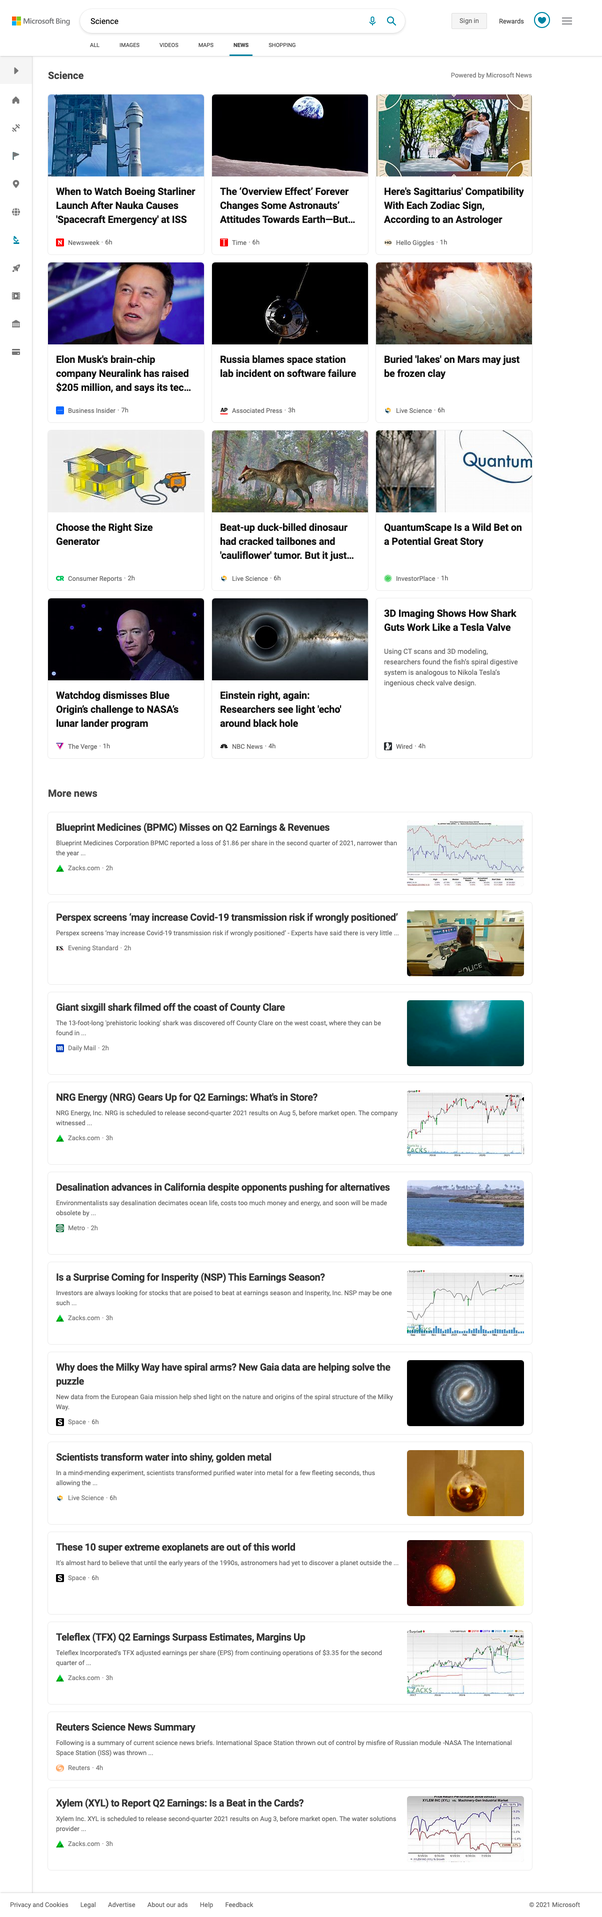 Microsoft Bing
Science
Sign in
Rewards
ALL
IMAGES
VIDEOS
MAPS
NEWS
SHOPPING
Science
Powered by Microsoft News
When to Watch Boeing Starliner
Launch After Nauka Causes
'Spacecraft Emergency' at ISS
Newsweek · 6h
The ‘Overview Effect’ Forever
Changes Some Astronauts’
Attitudes Towards Earth—But...
Time · 6h
Here's Sagittarius' Compatibility
With Each Zodiac Sign,
According to an Astrologer
Hello Giggles · 1h
Elon Musk's brain-chip
company Neuralink has raised
$205 million, and says its tec...
Business Insider · 7h
Russia blames space station
lab incident on software failure
AP
Associated Press · 3h
Buried 'lakes' on Mars may just
be frozen clay
Live Science · 6h
Choose the Right Size
Generator
CR
Consumer Reports · 2h
Beat-up duck-billed dinosaur
had cracked tailbones and
'cauliflower' tumor. But it just...
Live Science · 6h
Quantum
QuantumScape Is a Wild Bet on
a Potential Great Story
InvestorPlace · 1h
Watchdog dismisses Blue
Origin’s challenge to NASA’s
lunar lander program
The Verge · 1h
Einstein right, again:
Researchers see light 'echo'
around black hole
NBC News · 4h
3D Imaging Shows How Shark
Guts Work Like a Tesla Valve
Using CT scans and 3D modeling,
researchers found the fish's spiral digestive
system is analogous to Nikola Tesla's
ingenious check valve design.
Wired · 4h
More news
Blueprint Medicines (BPMC) Misses on Q2 Earnings & Revenues
Blueprint Medicines Corporation BPMC reported a loss of $1.86 per share in the second quarter of 2021, narrower than
the year ...
Zacks.com · 2h
Perspex screens ‘may increase Covid-19 transmission risk if wrongly positioned’
Perspex screens 'may increase Covid-19 transmission risk if wrongly positioned' - Experts have said there is very little ...
ES.
Evening Standard · 2h
POLICE
Giant sixgill shark filmed off the coast of County Clare
The 13-foot-long 'prehistoric looking' shark was discovered off County Clare on the west coast, where they can be
found in ...
Daily Mail · 2h
NRG Energy (NRG) Gears Up for Q2 Earnings: What's in Store?
NRG Energy, Inc. NRG is scheduled to release second-quarter 2021 results on Aug 5, before market open. The company
witnessed ...
Zacks.com · 3h
ZACKS
Desalination advances in California despite opponents pushing for alternatives
Environmentalists say desalination decimates ocean life, costs too much money and energy, and soon will be made
obsolete by ...
Metro · 2h
Is a Surprise Coming for Insperity (NSP) This Earnings Season?
Investors are always looking for stocks that are poised to beat at earnings season and Insperity, Inc. NSP may be one
such ...
Zacks.com · 3h
Why does the Milky Way have spiral arms? New Gaia data are helping solve the
puzzle
New data from the European Gaia mission help shed light on the nature and origins of the spiral structure of the Milky
Way.
S
Space · 6h
Scientists transform water into shiny, golden metal
In a mind-mending experiment, scientists transformed purified water into metal for a few fleeting seconds, thus
allowing the ...
Live Science · 6h
These 10 super extreme exoplanets are out of this world
It's almost hard to believe that until the early years of the 1990s, astronomers had yet to discover a planet outside the ...
S
Space · 6h
Teleflex (TFX) Q2 Earnings Surpass Estimates, Margins Up
Teleflex Incorporated's TFX adjusted earnings per share (EPS) from continuing operations of $3.35 for the second
quarter of ...
Zacks.com · 3h
ZACKS
Reuters Science News Summary
Following is a summary of current science news briefs. International Space Station thrown out of control by misfire of Russian module -NASA The International
Space Station (ISS) was thrown ...
Reuters · 4h
Xylem (XYL) to Report Q2 Earnings: Is a Beat in the Cards?
Xylem Inc. XYL is scheduled to release second-quarter 2021 results on Aug 3, before market open. The water solutions
provider ...
Zacks.com · 3h
Privacy and Cookies
Legal
Advertise
About our ads
Help
Feedback
© 2021 Microsoft